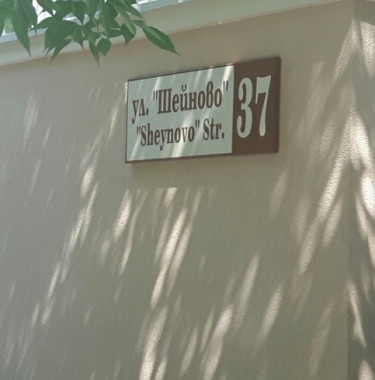 ул. "Шейново"
"Sheynovo" Str.
37